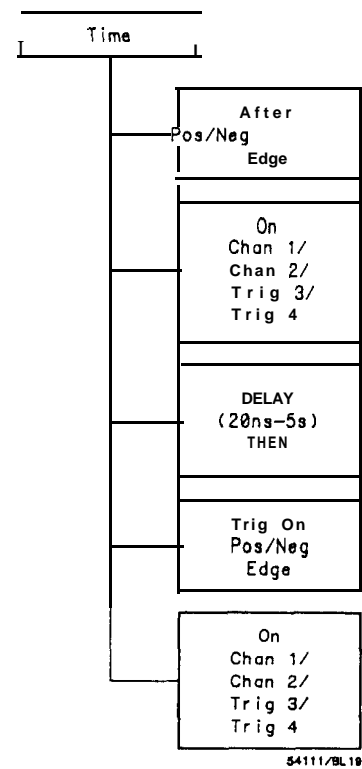 Time
After
Pos/Neg
Edge
On
Chan 1/
Chan 2/
Trig 3/
Trig 4
DELAY
(20ns-5s)
THEN
Trig On
Pos/Neg
Edge
On
Chan 1/
Chan 2/
Trig 3/
Trig 4
54111/BL19